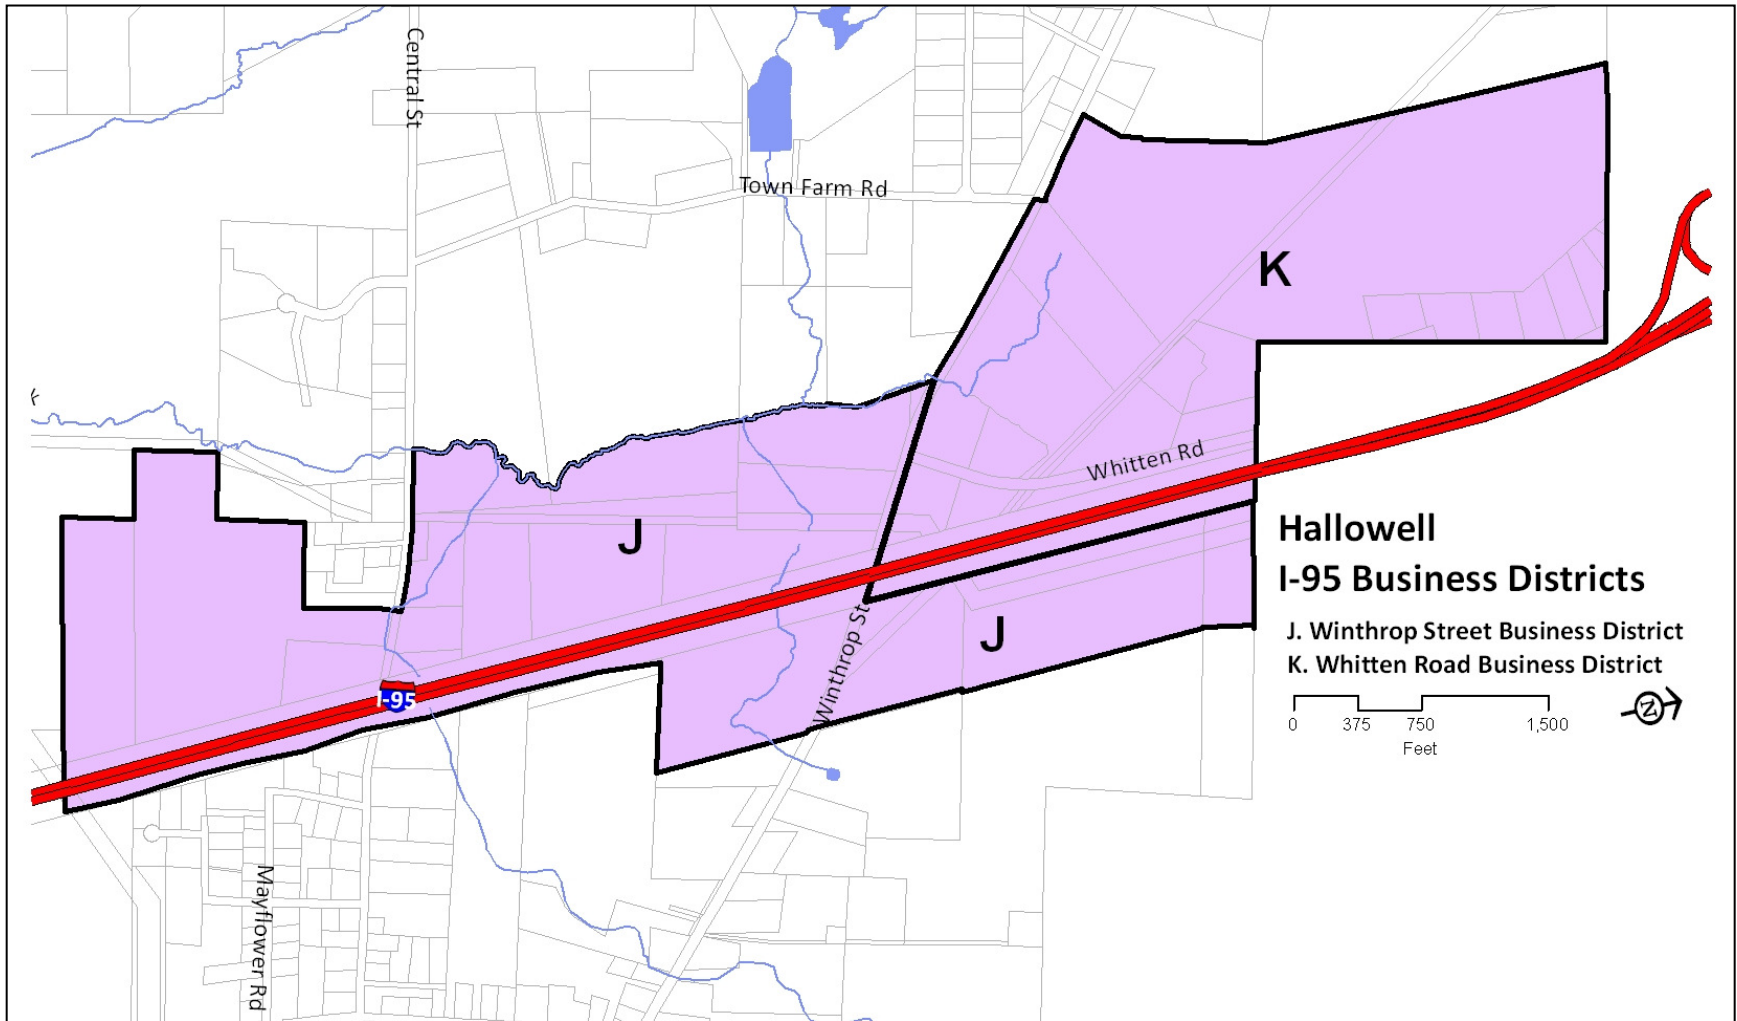 Central St
Town Farm Rd
K
Whitten Rd
J
Hallowell
I-95 Business Districts
J. Winthrop Street Business District
K. Whitten Road Business District
0 375 750 1,500
Feet
N
J
Winthrop St
I-95
Mayflower Rd